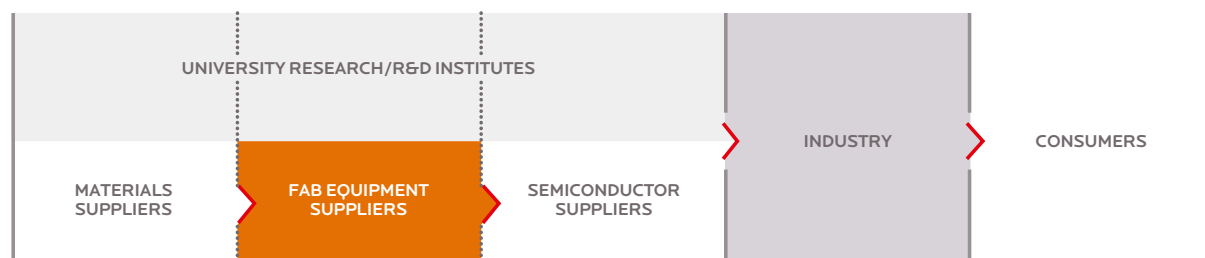 UNIVERSITY RESEARCH/R&D INSTITUTES
MATERIALS
SUPPLIERS
FAB EQUIPMENT
SUPPLIERS
SEMICONDUCTOR
SUPPLIERS
INDUSTRY
CONSUMERS